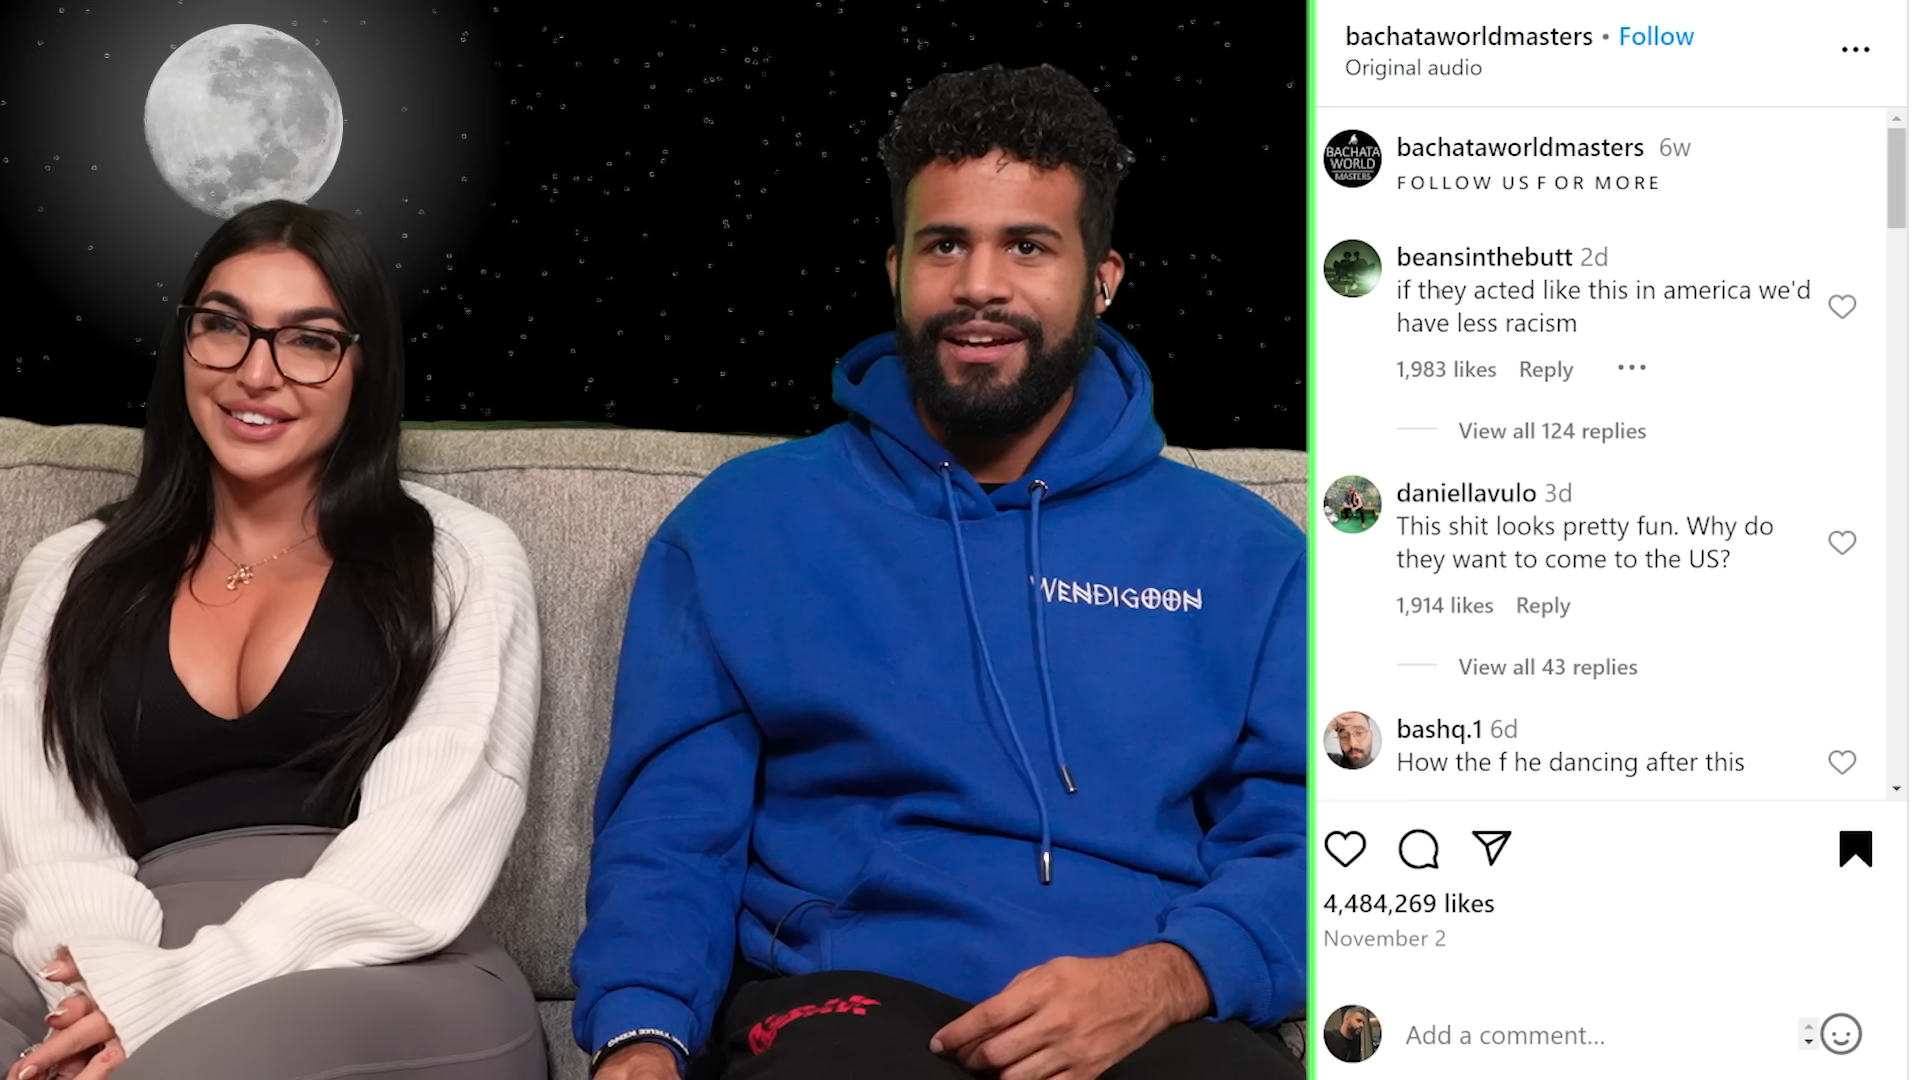 bachataworldmasters • Follow
Original audio
BACHATA
WORLD
MASTERS
bachataworldmasters 6w
FOLLOW US FOR MORE
beansinthebutt 2d
if they acted like this in america we'd
have less racism
1,983 likes Reply
View all 124 replies
daniellavulo 3d
This shit looks pretty fun. Why do
they want to come to the US?
1,914 likes Reply
View all 43 replies
bashq.1 6d
How the f he dancing after this
4,484,269 likes
November 2
Add a comment...
WENDIGOON